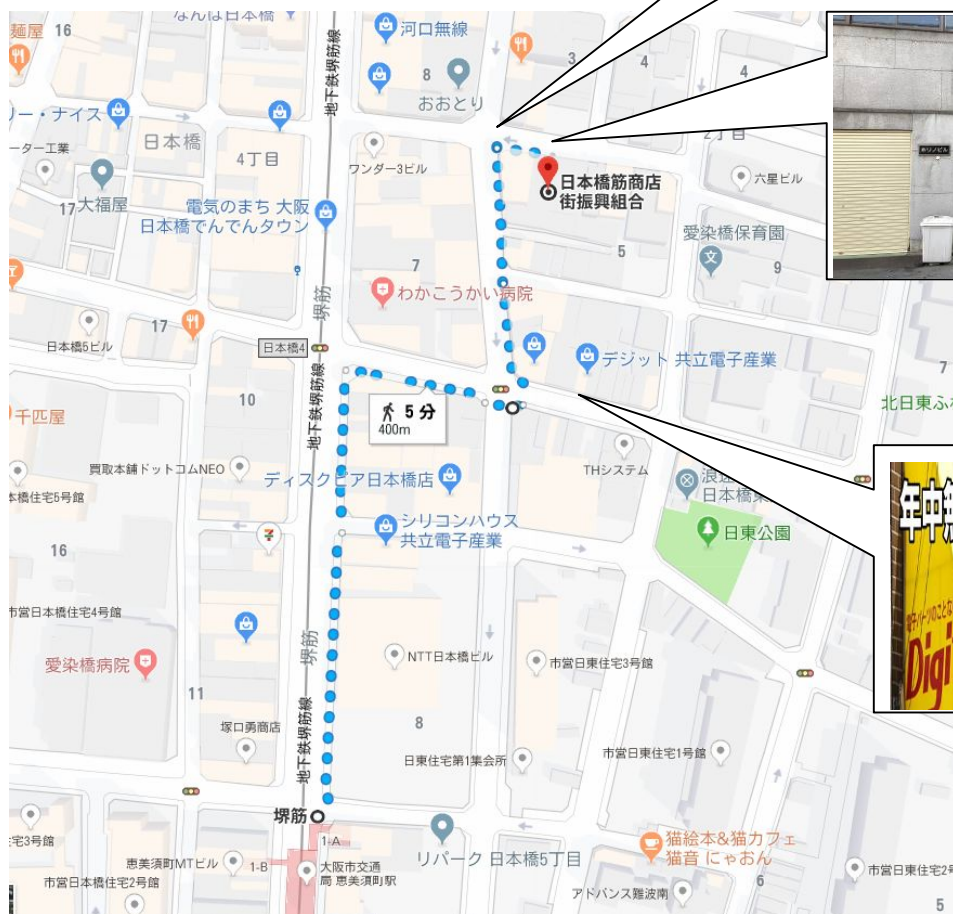 なんば日本橋
麺屋 16
河口無線
8
おおとり
3
4
4
地下鉄堺筋線
リー・ナイス
日本橋
4丁目
ーター工業
17
大福屋
ワンダー3ビル
2丁目
六星ビル
日本橋筋商店
街振興組合
電気のまち 大阪
日本橋でんでんタウン
5
愛染橋保育園
9
7
わかこうかい病院
堺筋
17
日本橋5ビル
日本橋4
デジット 共立電子産業
7
地下鉄堺筋線
5 分
400m
10
千匹屋
北日東ふ
買取本舗ドットコムNEO
ディスクピア日本橋店
THシステム
浪速
日本橋東
本橋住宅5号館
シリコンハウス
共立電子産業
日東公園
年中無
16
市営日本橋住宅4号館
堺筋
NTT日本橋ビル
市営日東住宅3号館
Digi
愛染橋病院
11
塚口勇商店
地下鉄堺筋線
8
日東住宅第1集会所
市営日東住宅1号館
堺筋
宅3号館
1-A
リパーク 日本橋5丁目
猫絵本&猫カフェ
猫音 にゃおん
恵美須町MTビル
1-B
大阪市交通
局 恵美須町駅
市営日本橋住宅2号館
アドバンス難波南
6
市営日東住宅2号
5